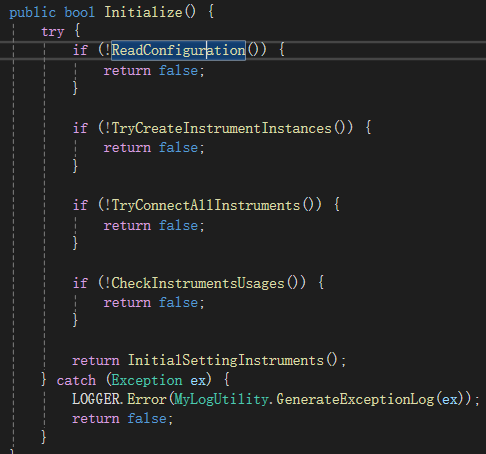 public bool Initialize() {
try {
if (!ReadConfiguration()) {
return false;
}
if (!TryCreateInstrumentInstances()) {
return false;
}
if (!TryConnectAllInstruments()) {
return false;
}
if (!CheckInstrumentsUsages()) {
return false;
}
return InitialSettingInstruments();
} catch (Exception ex) {
LOGGER.Error(MyLogUtility.GenerateExceptionLog(ex));
return false;
}